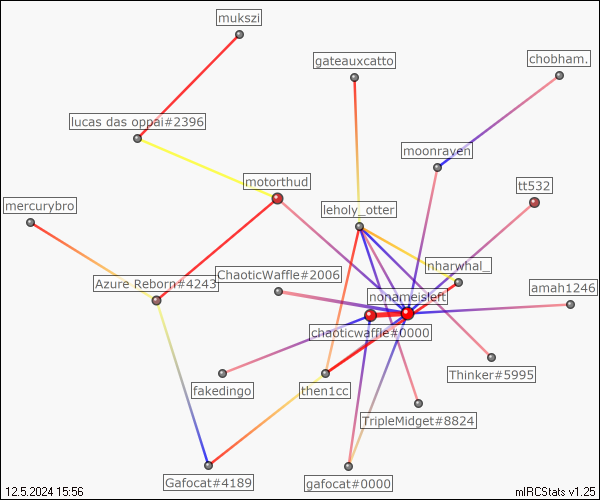 mukszi
gateauxcatto
chobham.
lucas das oppai#2396
moonraven
motorthud
tt532
mercurybro
leholy_otter
nharwhal_
ChaoticWaffle#2006
Azure Reborn#4243
amah1246
nonameisleft
chaoticwaffle#0000
Thinker#5995
fakedingo
then1cc
TripleMidget#8824
Gafocat#4189
gafocat#0000
12.5.2024 15:56
mIRCStats v1.25